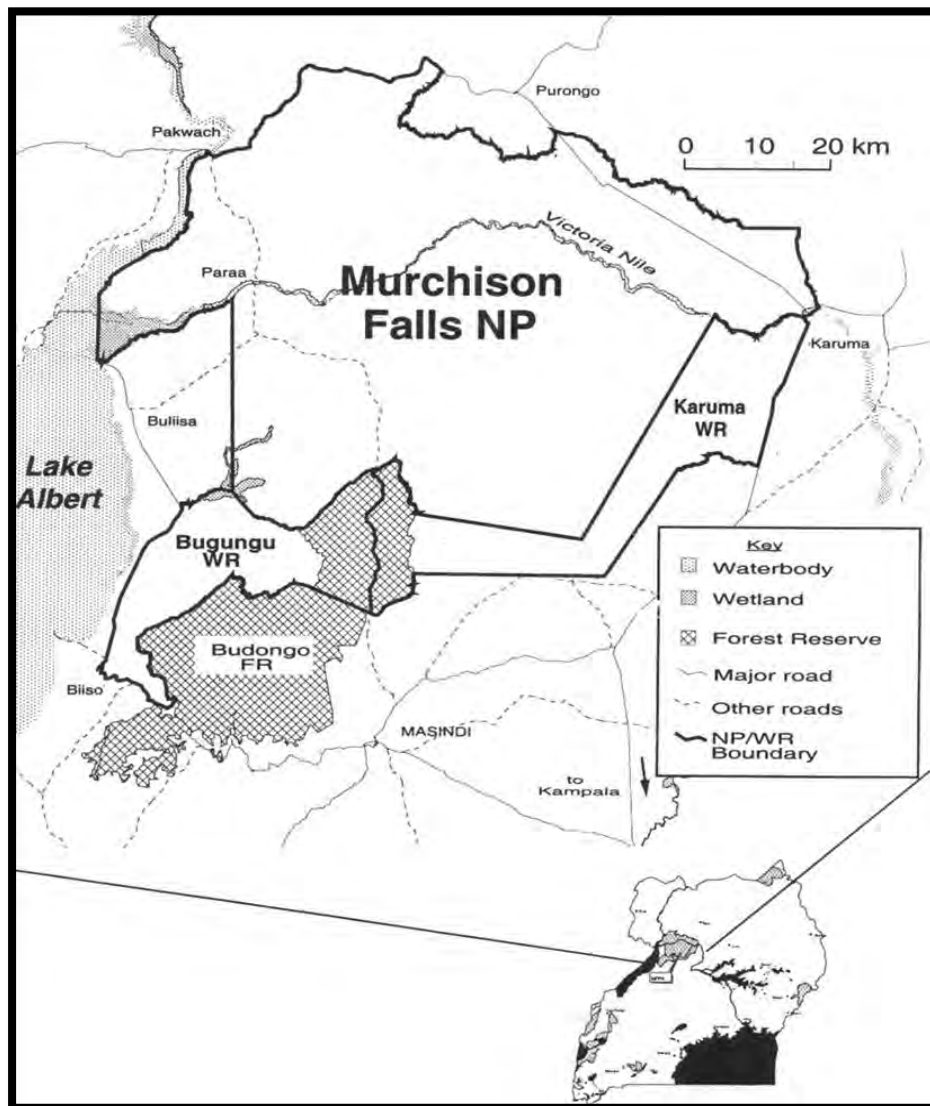 Purongo
Pakwach
0 10 20 km
Victoria Nile
Paraa
Murchison
Falls NP
Karuma
Karuma
WR
Buliisa
Lake
Albert
Bugungu
WR
Key
Waterbody
Wetland
Forest Reserve
Major road
Other roads
NP/WR
Boundary
Budongo
FR
Biiso
MASINDI
to
Kampala